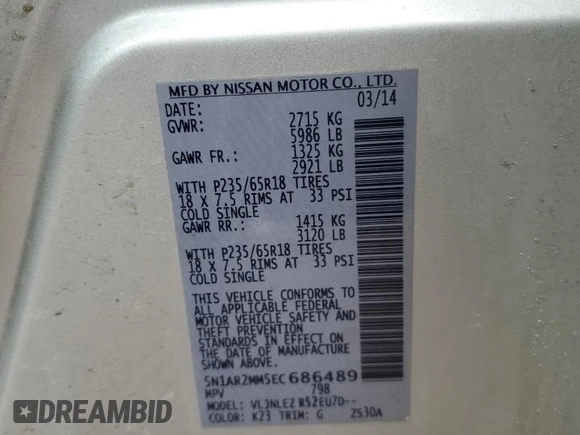 MFD BY NISSAN MOTOR CO., LTD.
DATE: 03/14
GVWR: 2715 KG
5986 LB
GAWR FR.: 1325 KG
2921 LB
WITH P235/65R18 TIRES
18 X 7.5 RIMS AT 33 PSI
COLD SINGLE
GAWR RR.: 1415 KG
3120 LB
WITH P235/65R18 TIRES
18 X 7.5 RIMS AT 33 PSI
COLD SINGLE
THIS VEHICLE CONFORMS TO
ALL APPLICABLE FEDERAL
MOTOR VEHICLE SAFETY AND
THEFT PREVENTION
STANDARDS IN EFFECT ON
THE DATE OF MANUFACTURE
SHOWN ABOVE.
5N1AR2MM5EC686489
MPV 798
MODEL: VLJNLEZ R52EU7D--
COLOR: K23 TRIM: G 2530A
RIDBID
AUTO AUCTION HISTORY